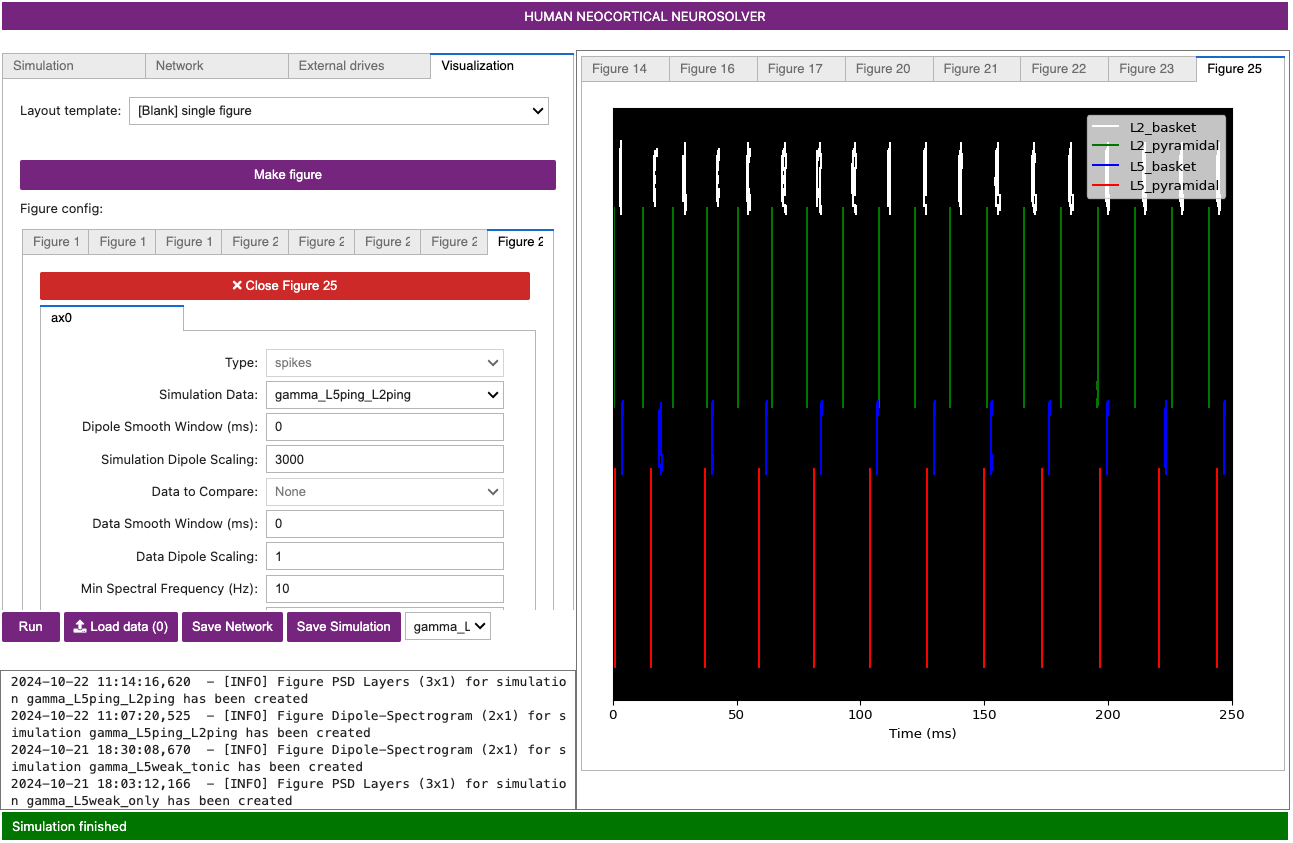 HUMAN NEOCORTICAL NEUROSOLVER
Simulation
Network
External drives
Visualization
Layout template:
[Blank] single figure
Make figure
Figure config:
Figure 1
Figure 1
Figure 1
Figure 2
Figure 2
Figure 2
Figure 2
Figure 2
Close Figure 25
ax0
Type:
spikes
Simulation Data:
gamma_L5ping_L2ping
Dipole Smooth Window (ms):
0
Simulation Dipole Scaling:
3000
Data to Compare:
None
Data Smooth Window (ms):
0
Data Dipole Scaling:
1
Min Spectral Frequency (Hz):
10
Run
Load data (0)
Save Network
Save Simulation
gamma_L
2024-10-22 11:14:16,620 - [INFO] Figure PSD Layers (3x1) for simulatio
n gamma_L5ping_L2ping has been created
2024-10-22 11:07:20,525 - [INFO] Figure Dipole-Spectrogram (2x1) for s
imulation gamma_L5ping_L2ping has been created
2024-10-21 18:30:08,670 - [INFO] Figure Dipole-Spectrogram (2x1) for s
imulation gamma_L5weak_tonic has been created
2024-10-21 18:03:12,166 - [INFO] Figure PSD Layers (3x1) for simulatio
n gamma_L5weak_only has been created
Simulation finished
Figure 14
Figure 16
Figure 17
Figure 20
Figure 21
Figure 22
Figure 23
Figure 25
L2_basket
L2_pyramidal
L5_basket
L5_pyramidal
0
50
100
150
200
250
Time (ms)